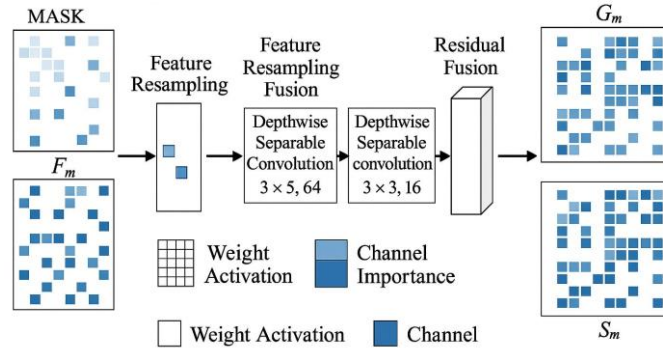 MASK
F_m
Feature
Resampling
Feature
Resampling
Fusion
Depthwise
Separable
Convolution
3 × 5, 64
Depthwise
Separable
convolution
3 × 3, 16
Residual
Fusion
G_m
S_m
Weight
Activation
Channel
Importance
Weight Activation
Channel